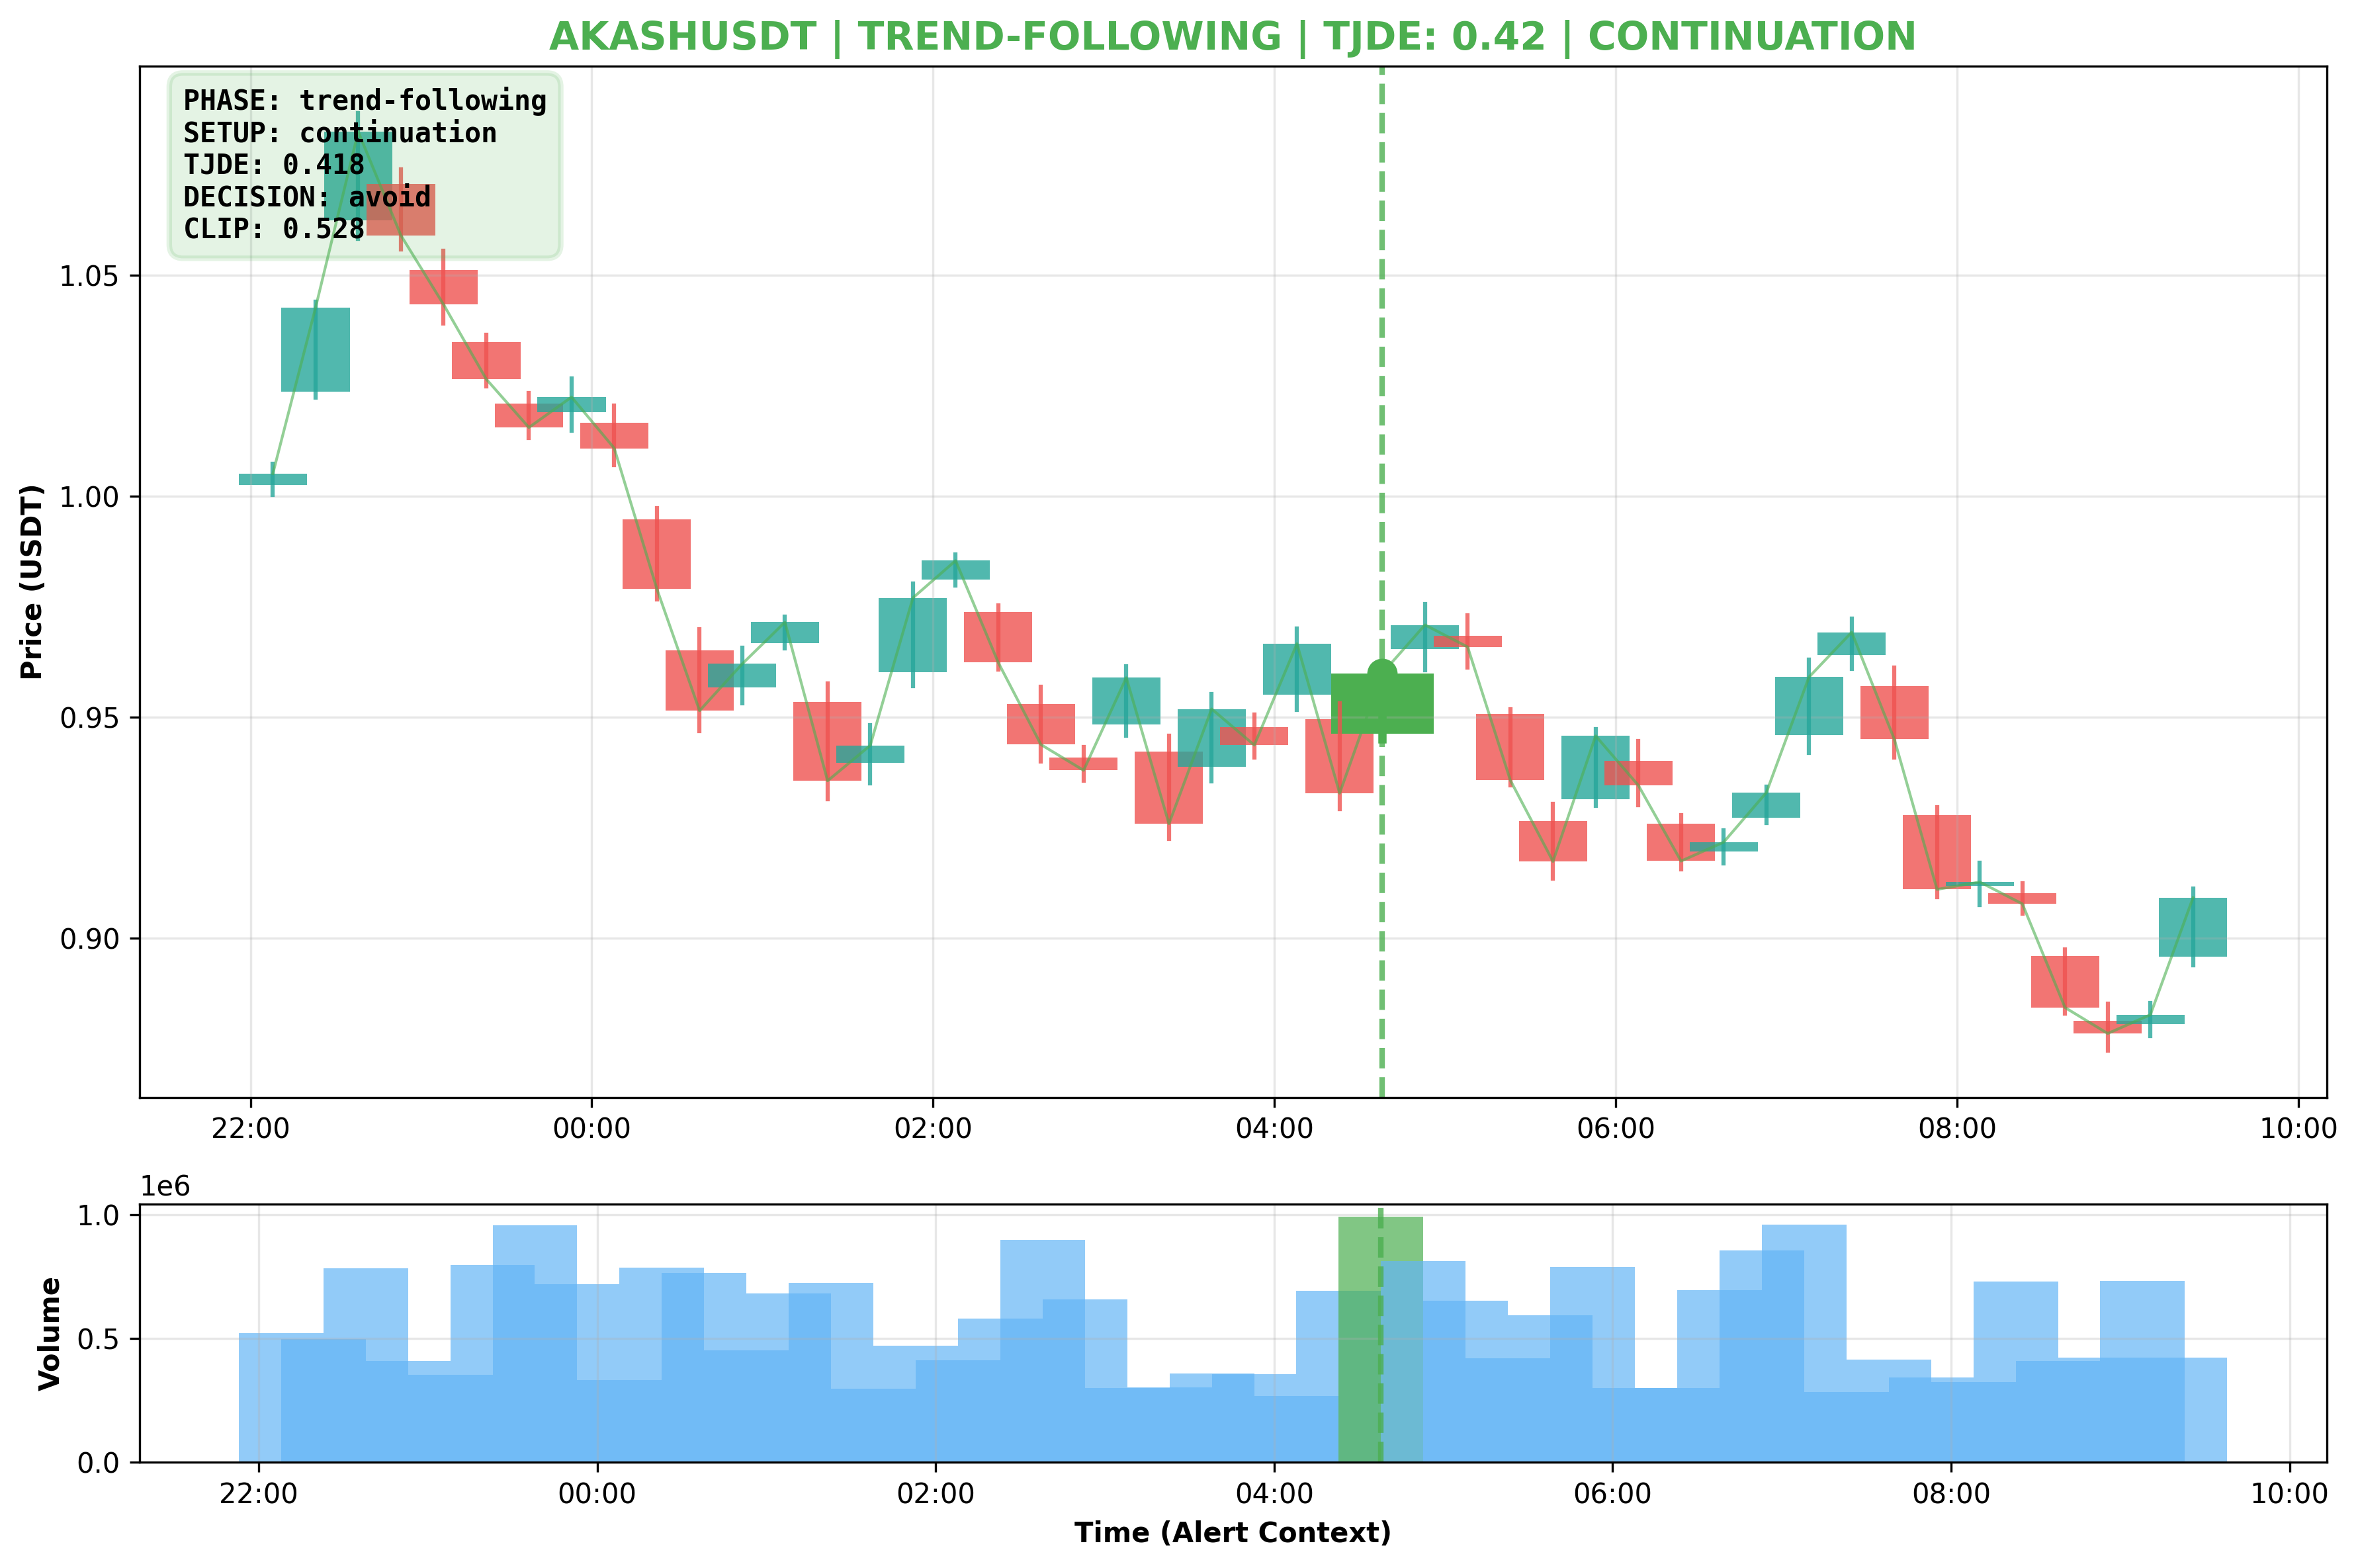 AKASHUSDT | TREND-FOLLOWING | TJDE: 0.42 | CONTINUATION
PHASE: trend-following
SETUP: continuation
TJDE: 0.418
DECISION: avoid
CLIP: 0.528
Price (USDT)
1.05
1.00
0.95
0.90
22:00 00:00 02:00 04:00 06:00 08:00 10:00
1e6
Volume
1.0
0.5
0.0
22:00 00:00 02:00 04:00 06:00 08:00 10:00
Time (Alert Context)